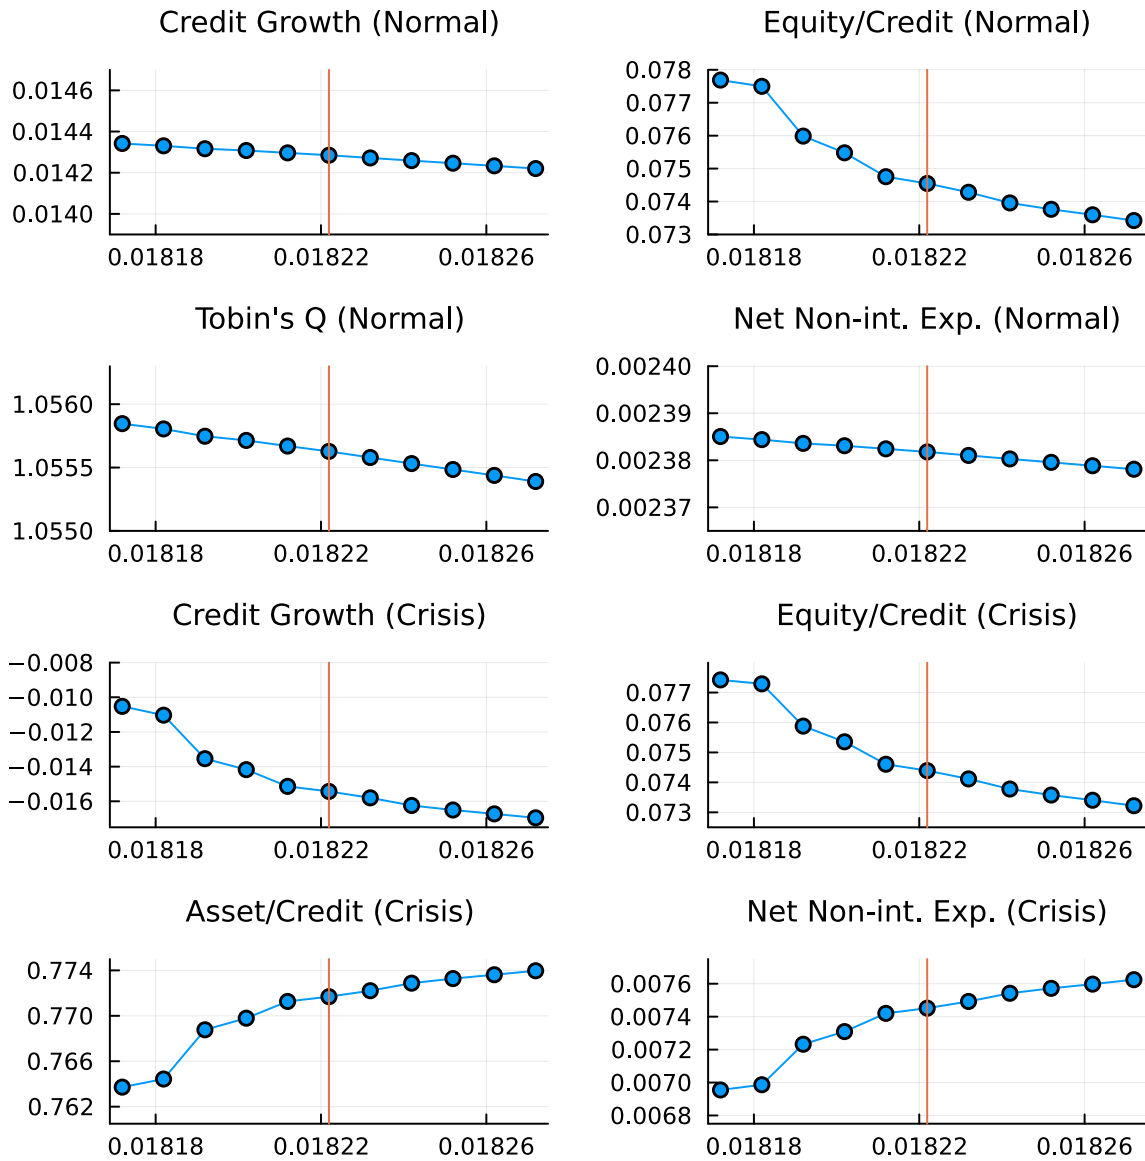 Credit Growth (Normal)
0.0146
0.0144
0.0142
0.0140
0.01818 0.01822 0.01826
Equity/Credit (Normal)
0.078
0.077
0.076
0.075
0.074
0.073
0.01818 0.01822 0.01826
Tobin's Q (Normal)
1.0560
1.0555
1.0550
0.01818 0.01822 0.01826
Net Non-int. Exp. (Normal)
0.00240
0.00239
0.00238
0.00237
0.01818 0.01822 0.01826
Credit Growth (Crisis)
−0.008
−0.010
−0.012
−0.014
−0.016
0.01818 0.01822 0.01826
Equity/Credit (Crisis)
0.077
0.076
0.075
0.074
0.073
0.01818 0.01822 0.01826
Asset/Credit (Crisis)
0.774
0.770
0.766
0.762
0.01818 0.01822 0.01826
Net Non-int. Exp. (Crisis)
0.0076
0.0074
0.0072
0.0070
0.0068
0.01818 0.01822 0.01826